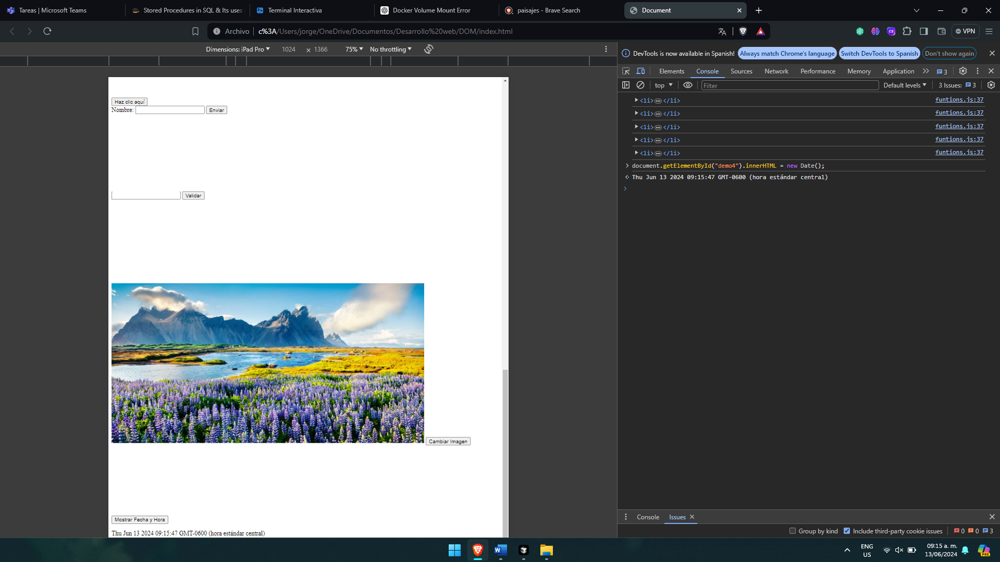 Tareas | Microsoft Teams
Stored Procedures in SQL & Its uses
Terminal Interactiva
Docker Volume Mount Error
paisajes - Brave Search
Document
Archivo
c%3A/Users/jorge/OneDrive/Documentos/Desarrollo%20web/DOM/index.html
VPN
Dimensions: iPad Pro
1024 × 1366
75%
No throttling
Haz clic aquí
Nombre:
Enviar
Validar
Cambiar Imagen
Mostrar Fecha y Hora
Thu Jun 13 2024 09:15:47 GMT-0600 (hora estándar central)
DevTools is now available in Spanish!
Always match Chrome's language
Switch DevTools to Spanish
Don't show again
Elements
Console
Sources
Network
Performance
Memory
Application
3
top
Filter
Default levels
3 Issues:
3
<li>…</li> funtions.js:37
<li>…</li> funtions.js:37
<li>…</li> funtions.js:37
<li>…</li> funtions.js:37
<li>…</li> funtions.js:37
document.getElementById("demo4").innerHTML = new Date();
Thu Jun 13 2024 09:15:47 GMT-0600 (hora estándar central)
Console
Issues
Group by kind
Include third-party cookie issues
0
0
3
ENG
US
09:15 a. m.
13/06/2024
PRE